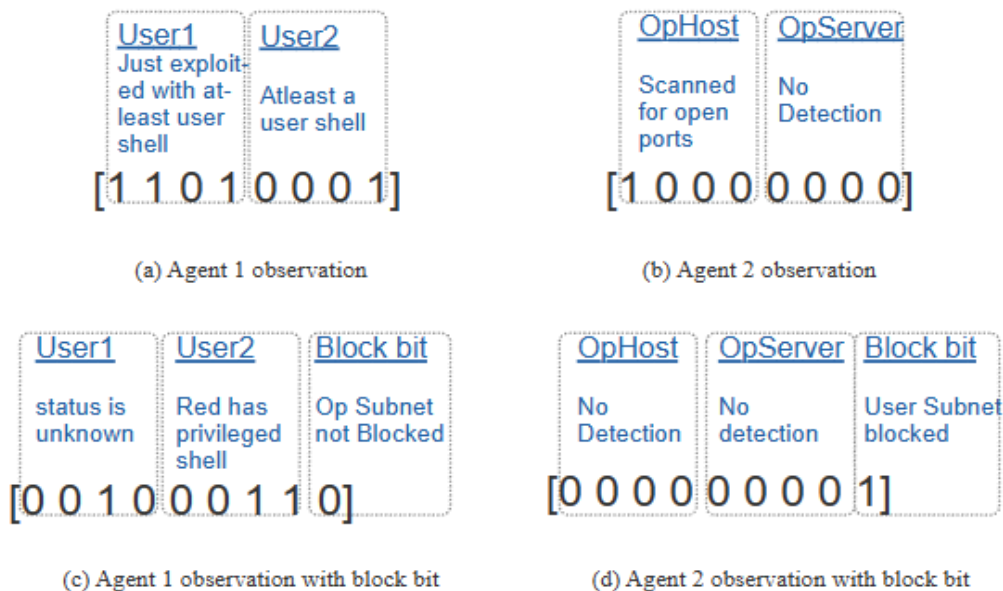 User1
Just exploit-
ed with at-
least user
shell
User2
Atleast a
user shell
[1 1 0 1 0 0 0 1]
(a) Agent 1 observation
OpHost
Scanned
for open
ports
OpServer
No
Detection
[1 0 0 0 0 0 0 0]
(b) Agent 2 observation
User1
status is
unknown
User2
Red has
privileged
shell
Block bit
Op Subnet
not Blocked
[0 0 1 0 0 0 1 1 0]
(c) Agent 1 observation with block bit
OpHost
No
Detection
OpServer
No
detection
Block bit
User Subnet
blocked
[0 0 0 0 0 0 0 0 1]
(d) Agent 2 observation with block bit